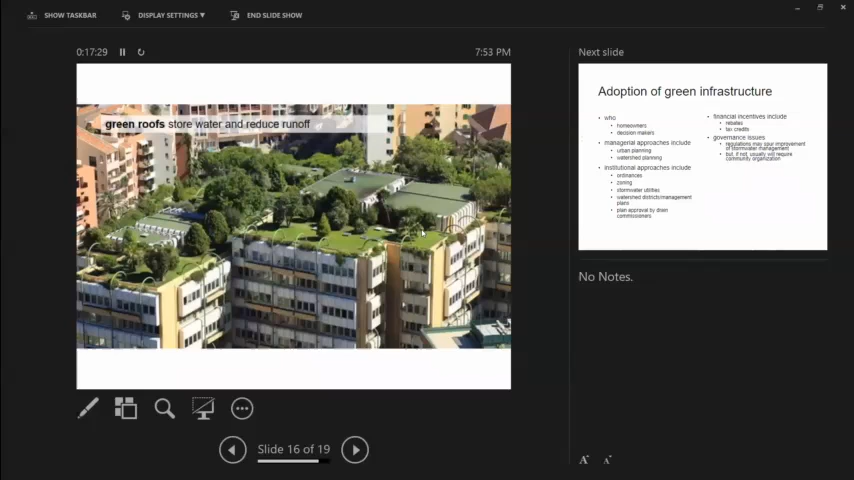 SHOW TASKBAR
DISPLAY SETTINGS ▾
END SLIDE SHOW
0:17:29
7:53 PM
green roofs store water and reduce runoff
Slide 16 of 19
Next slide
Adoption of green infrastructure
• who
• homeowners
• decision makers
• managerial approaches include
• urban planning
• watershed planning
• institutional approaches include
• ordinances
• zoning
• stormwater utilities
• watershed districts/management
plans
• plan approval by drain
commissioners
• financial incentives include
• rebates
• tax credits
• governance issues
• regulations may spur improvement
of stormwater management
• but, if not, usually will require
community organization
No Notes.
A A